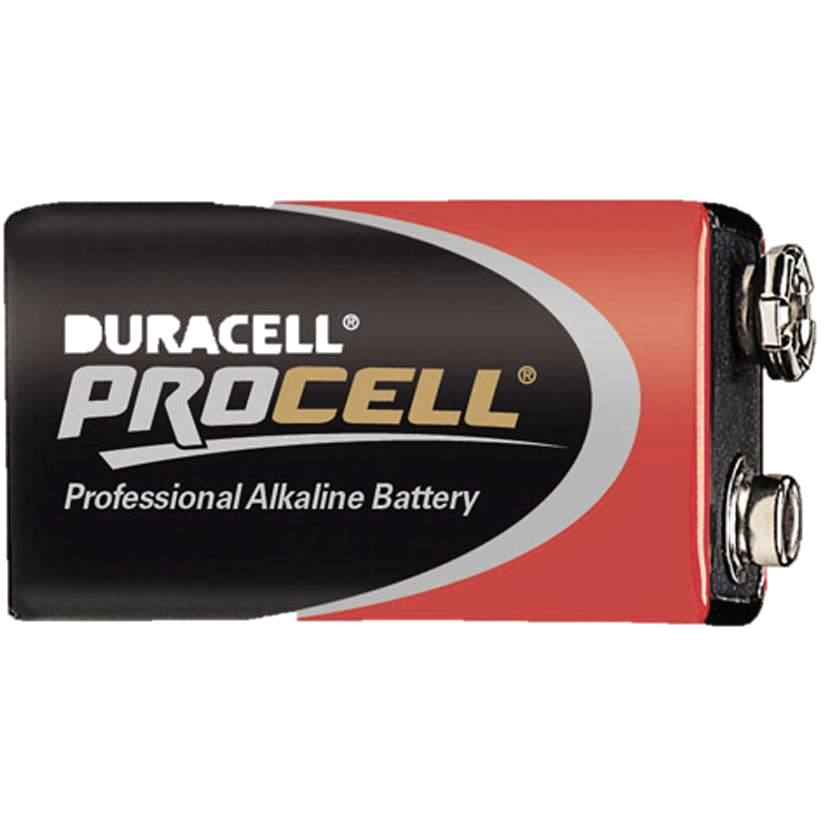 DURACELL®
PROCELL®
Professional Alkaline Battery